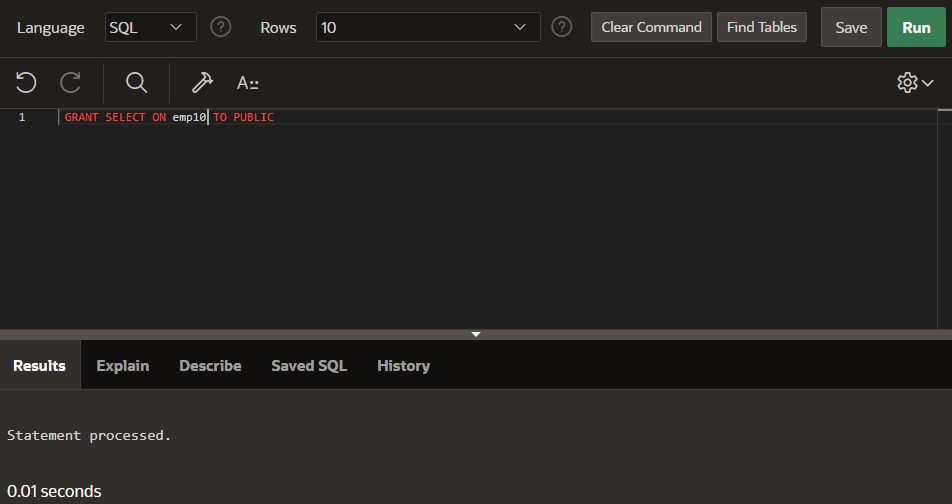 Language SQL ? Rows 10 ? Clear Command Find Tables Save Run
A::
1 GRANT SELECT ON emp10 TO PUBLIC
Results Explain Describe Saved SQL History
Statement processed.
0.01 seconds